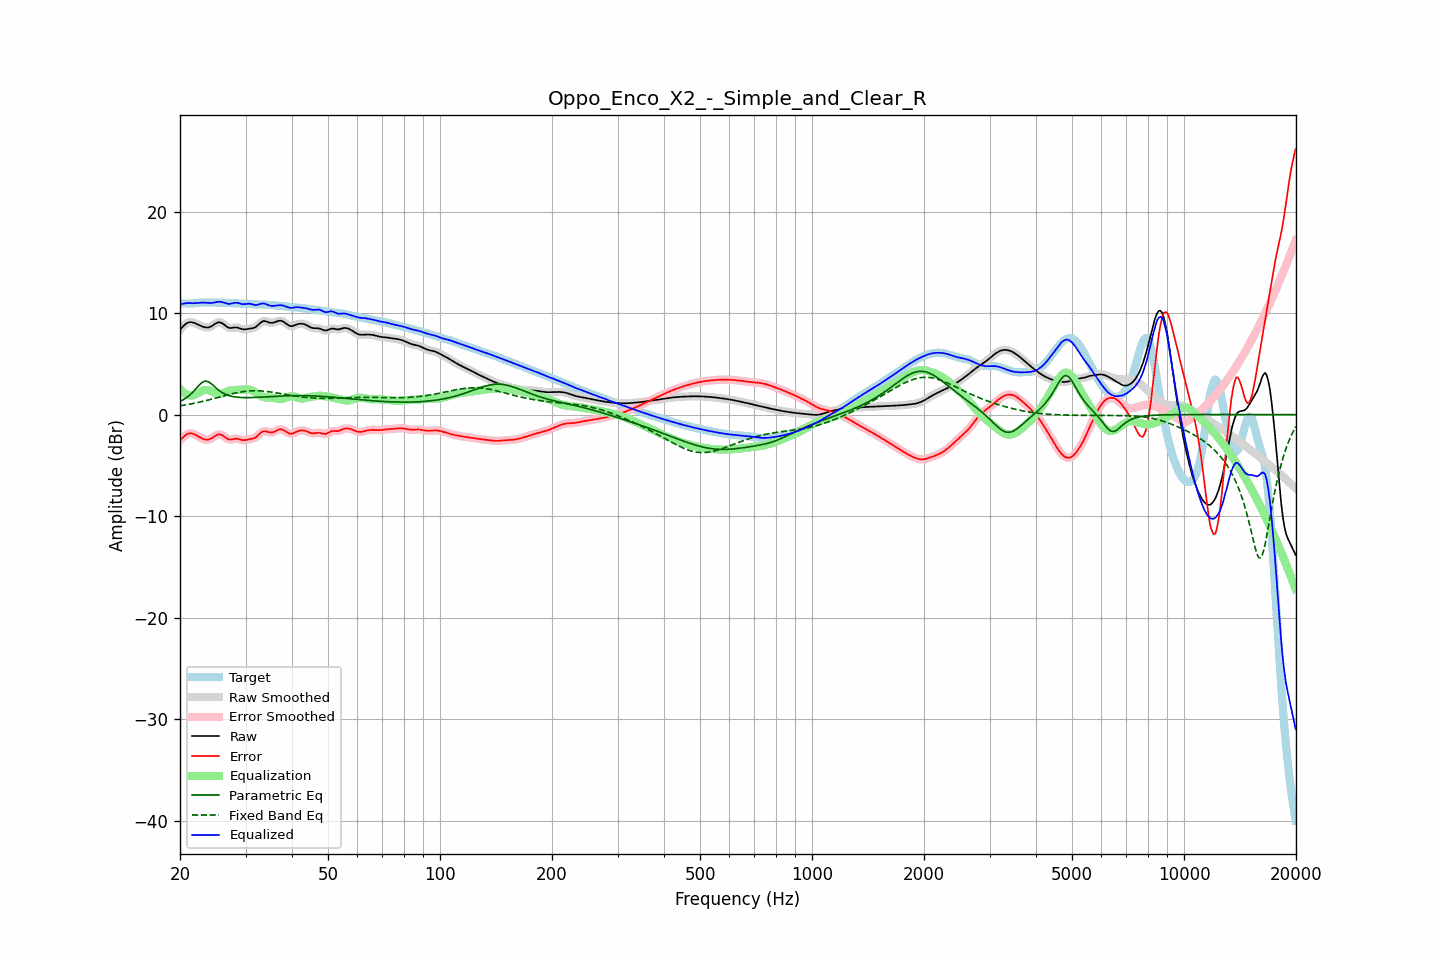 Oppo_Enco_X2_-_Simple_and_Clear_R
Amplitude (dBr)
20
10
0
−10
−20
−30
−40
Target
Raw Smoothed
Error Smoothed
Raw
Error
Equalization
Parametric Eq
Fixed Band Eq
Equalized
20 50 100 200 500 1000 2000 5000 10000 20000
Frequency (Hz)